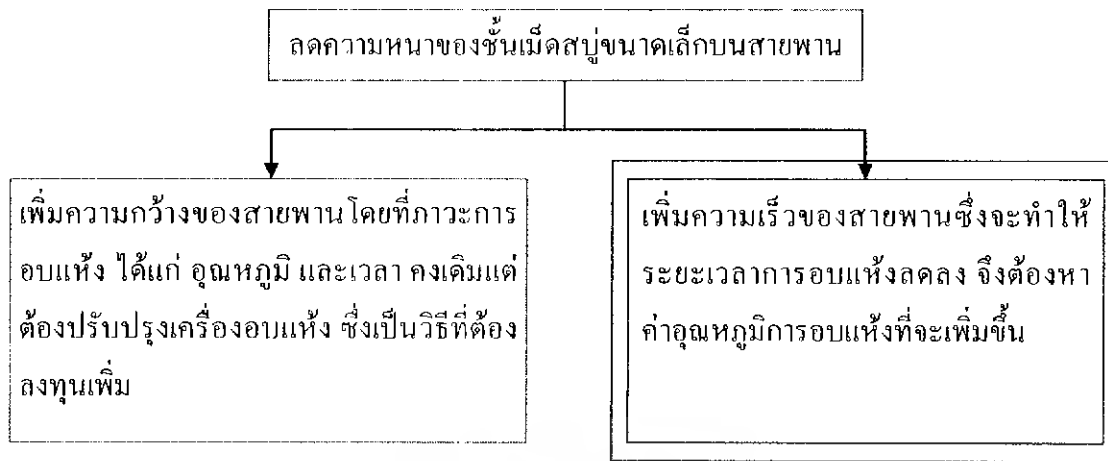 ลดความหนาของชั้นเม็ดสบู่ขนาดเล็กบนสายพาน
เพิ่มความกว้างของสายพานโดยที่ภาวะการ
อบแห้ง ได้แก่ อุณหภูมิ และเวลา คงเดิมแต่
ต้องปรับปรุงเครื่องอบแห้ง ซึ่งเป็นวิธีที่ต้อง
ลงทุนเพิ่ม
เพิ่มความเร็วของสายพานซึ่งจะทำให้
ระยะเวลาการอบแห้งลดลง จึงต้องหา
ค่าอุณหภูมิการอบแห้งที่จะเพิ่มขึ้น